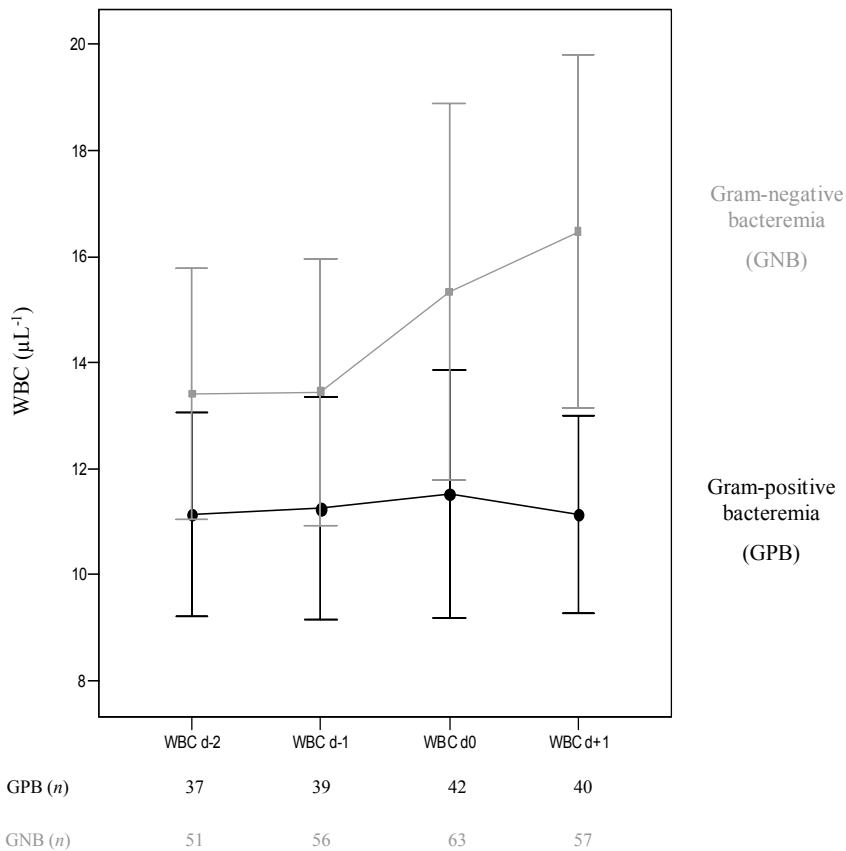 20
18
16
14
12
10
8
WBC (µL⁻¹)
Gram-negative
bacteremia
(GNB)
Gram-positive
bacteremia
(GPB)
WBC d-2 WBC d-1 WBC d0 WBC d+1
GPB (n) 37 39 42 40
GNB (n) 51 56 63 57